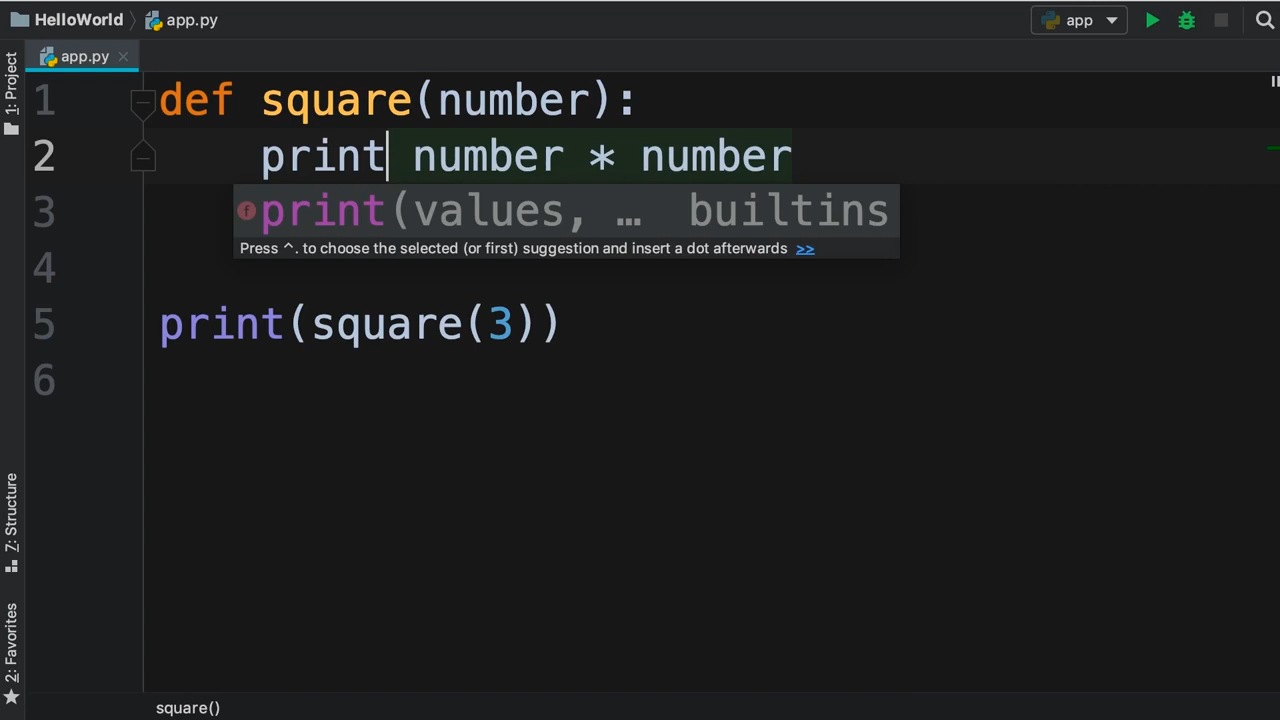 HelloWorld app.py
app
app.py
1: Project
1 def square(number):
2 print number * number
3 print(values, … builtins
Press ^. to choose the selected (or first) suggestion and insert a dot afterwards >>
4
5 print(square(3))
6
7: Structure
2: Favorites
square()